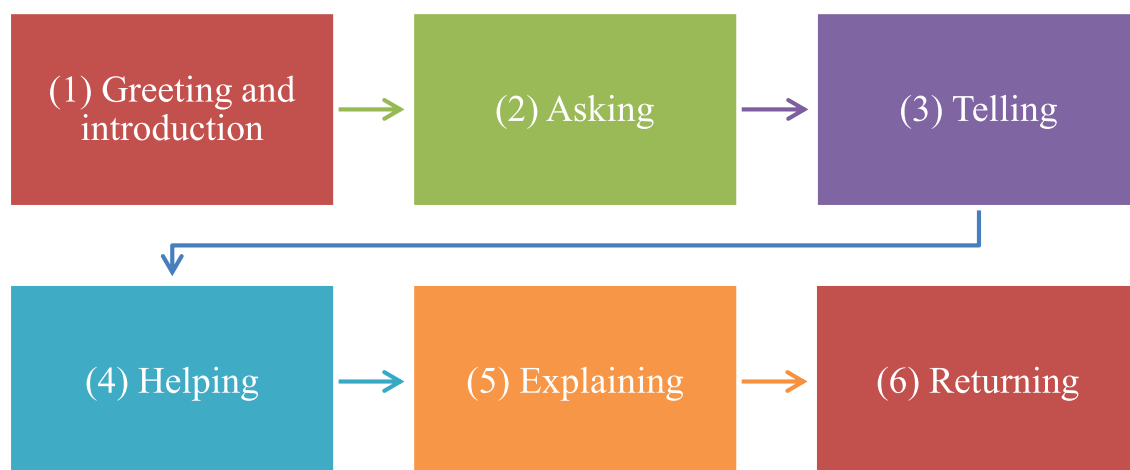 (1) Greeting and
introduction
(2) Asking
(3) Telling
(4) Helping
(5) Explaining
(6) Returning